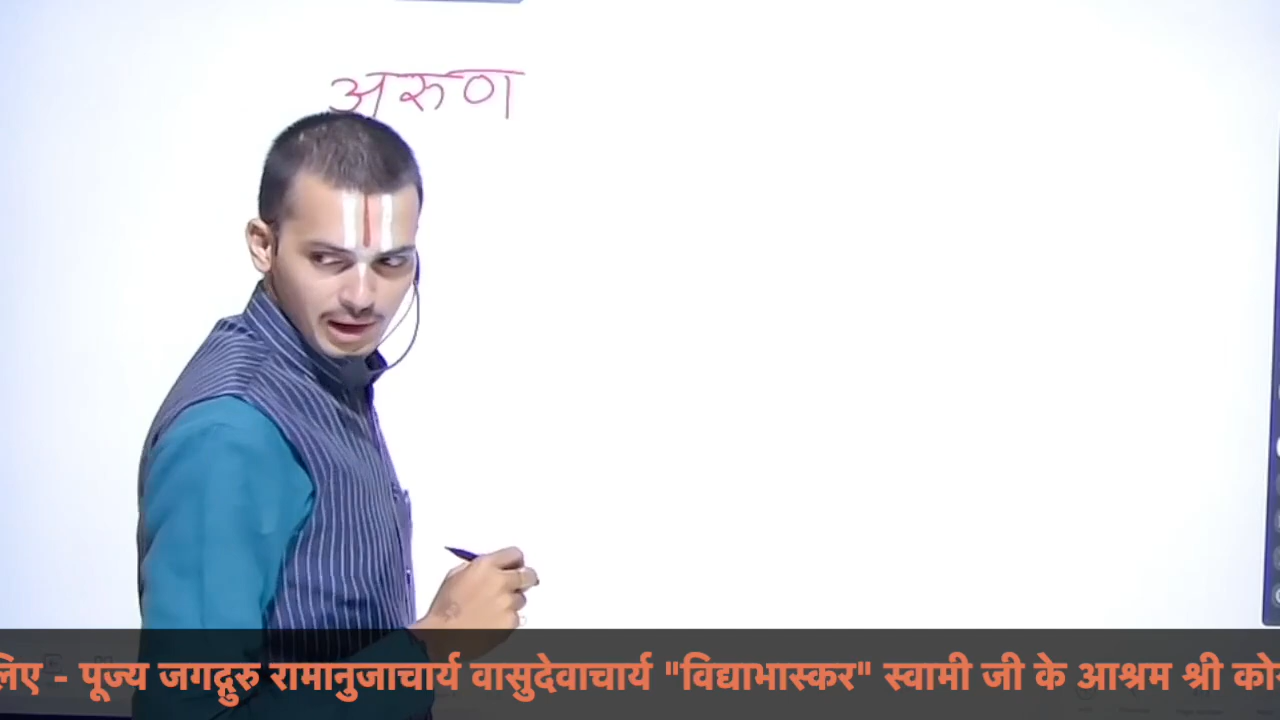 अरुण
लिए - पूज्य जगद्गुरु रामानुजाचार्य वासुदेवाचार्य "विद्याभास्कर" स्वामी जी के आश्रम श्री